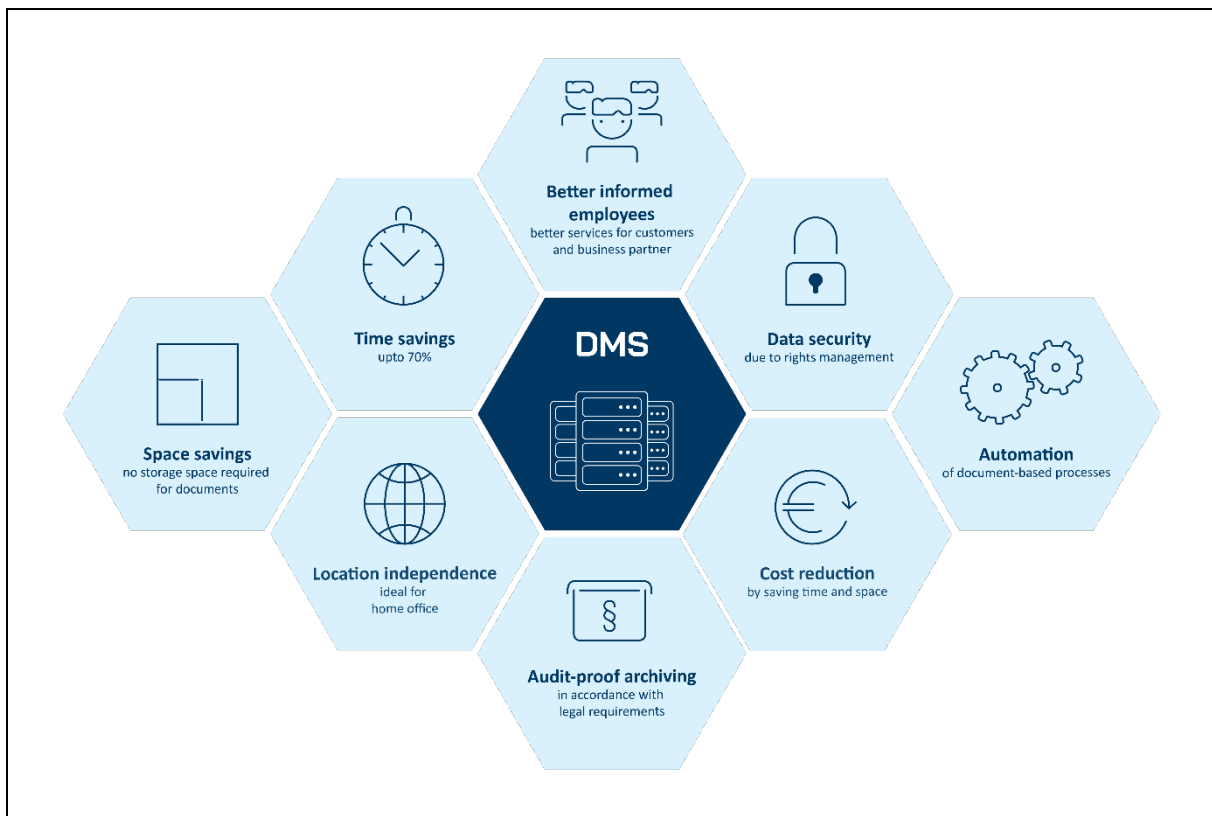 Better informed
employees
better services for customers
and business partner
Time savings
upto 70%
DMS
Data security
due to rights management
Space savings
no storage space required
for documents
Automation
of document-based processes
Location independence
ideal for
home office
Cost reduction
by saving time and space
§
Audit-proof archiving
in accordance with
legal requirements